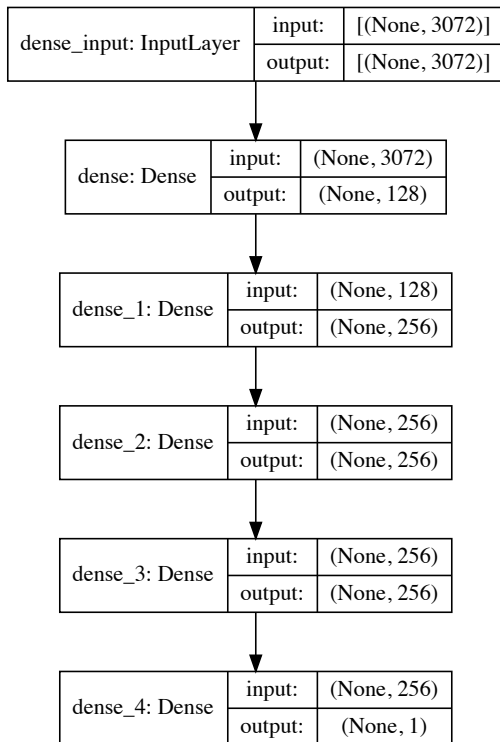 dense_input: InputLayer
input: [(None, 3072)]
output: [(None, 3072)]
dense: Dense
input: (None, 3072)
output: (None, 128)
dense_1: Dense
input: (None, 128)
output: (None, 256)
dense_2: Dense
input: (None, 256)
output: (None, 256)
dense_3: Dense
input: (None, 256)
output: (None, 256)
dense_4: Dense
input: (None, 256)
output: (None, 1)